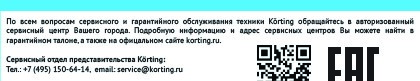 По всем вопросам сервисного и гарантийного обслуживания техники Körting обращайтесь в авторизованный
сервисный центр Вашего города. Подробную информацию и адрес сервисных центров Вы можете найти в
гарантийном талоне, а также на официальном сайте korting.ru.
Сервисный отдел представительства Körting:
Тел.: +7 (495) 150-64-14, email: service@korting.ru
EAC